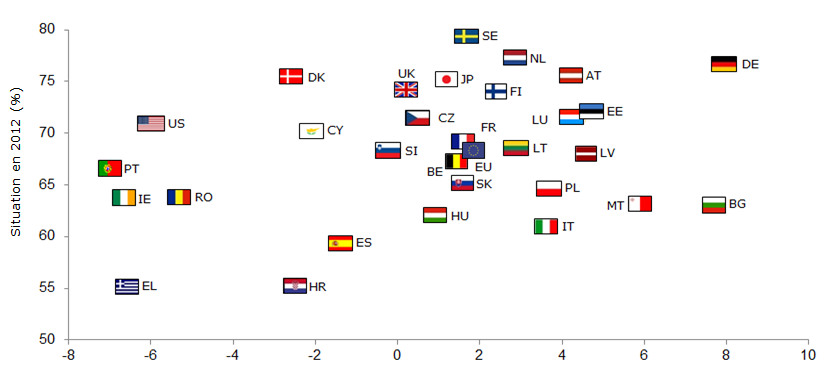 Situation en 2012 (%)
80
75
70
65
60
55
50
SE
NL
DE
UK
DK
JP
AT
FI
EE
US
CZ
LU
CY
FR
SI
LT
LV
EU
BE
PT
SK
PL
IE
RO
MT
BG
HU
IT
ES
EL
HR
-8
-6
-4
-2
0
2
4
6
8
10